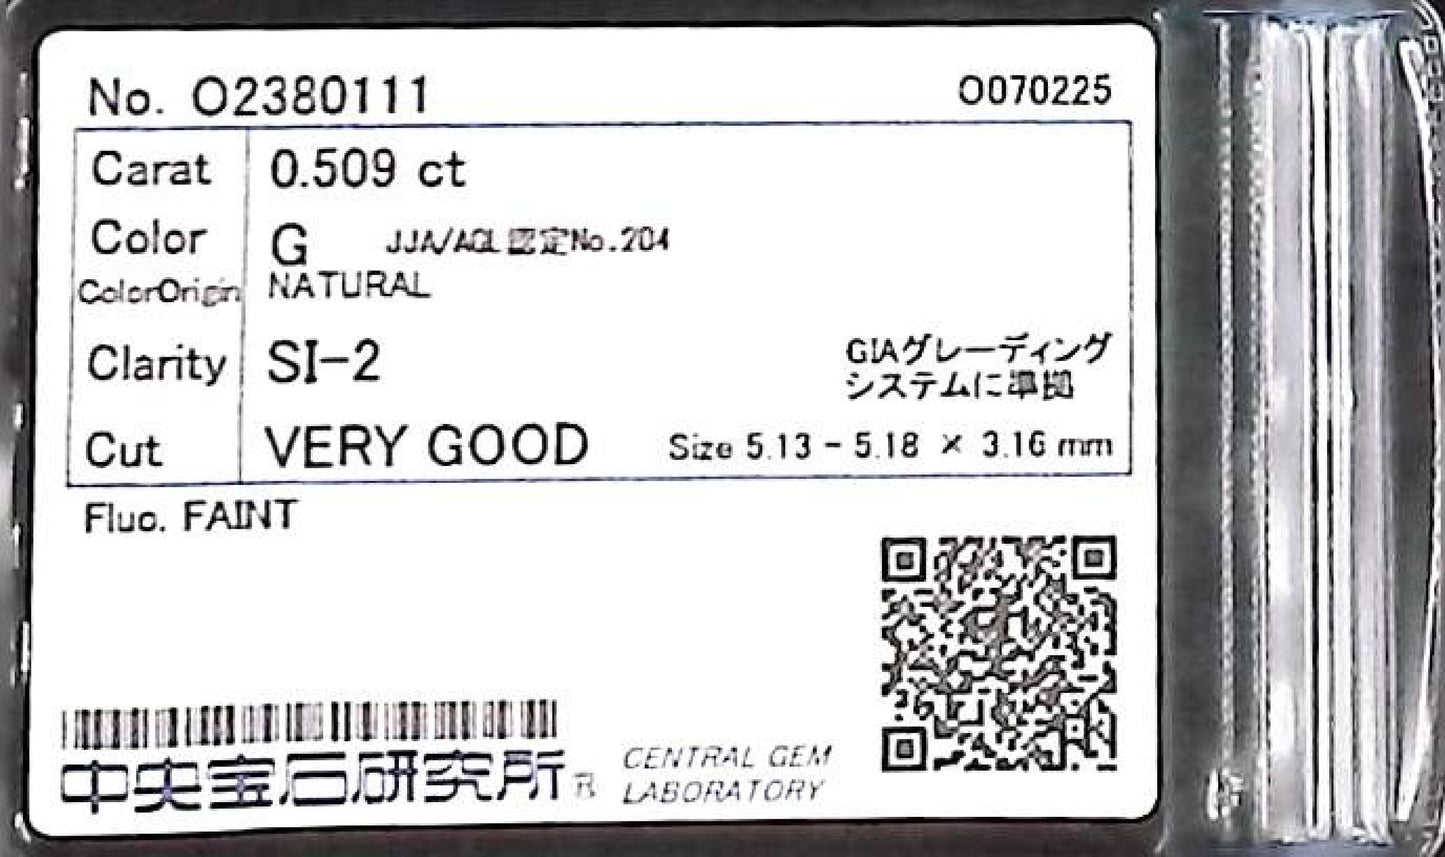 No. O2380111 O070225
Carat 0.509 ct
Color G JJA/AGL認定No.204
ColorOrigin NATURAL
Clarity SI-2 GIAグレーディング
システムに準拠
Cut VERY GOOD Size 5.13 - 5.18 × 3.16 mm
Fluo. FAINT
中央宝石研究所 CENTRAL GEM
LABORATORY